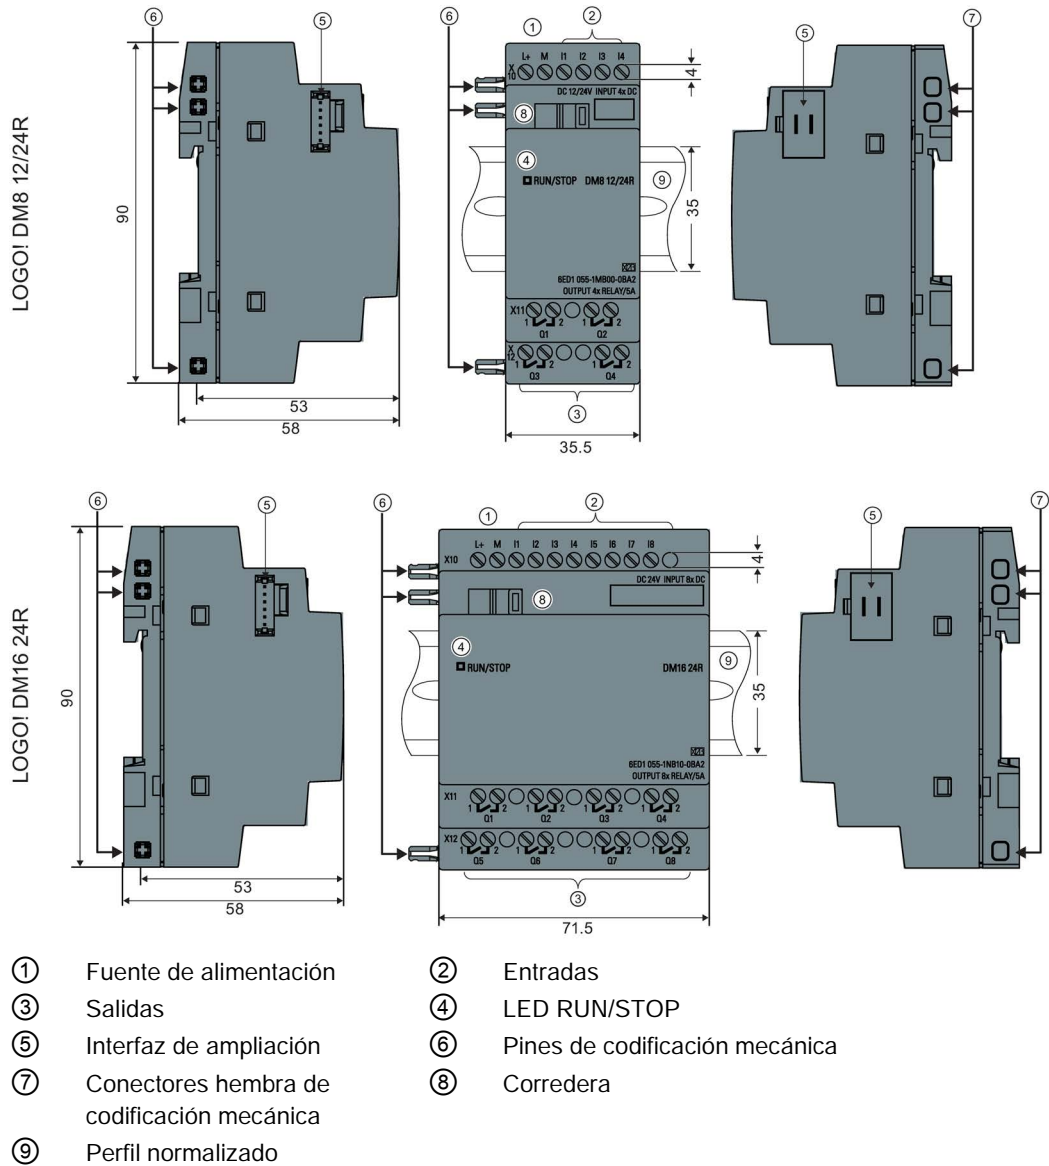 LOGO! DM8 12/24R
⑥ ⑤ ⑥ ① ② ⑤ ⑦
L+ M I1 I2 I3 I4
X
10
4
DC 12/24V INPUT 4x DC
⑧
④
RUN/STOP DM8 12/24R
⑨
35
90
X 2 3
6ED1 055-1MB00-0BA2
OUTPUT 4x RELAY/5A
X11
1 2 1 2
Q1 Q2
X
12
1 2 1 2
Q3 Q4
③
53
58
35.5
LOGO! DM16 24R
⑥ ⑤ ⑥ ① ② ⑤ ⑦
L+ M I1 I2 I3 I4 I5 I6 I7 I8
X10
4
DC 24V INPUT 8x DC
⑧
④
RUN/STOP DM16 24R
⑨
35
90
X 2 3
6ED1 055-1NB10-0BA2
OUTPUT 8x RELAY/5A
X11
1 2 1 2 1 2 1 2
Q1 Q2 Q3 Q4
X12
1 2 1 2 1 2 1 2
Q5 Q6 Q7 Q8
③
53
58
71.5
① Fuente de alimentación ② Entradas
③ Salidas ④ LED RUN/STOP
⑤ Interfaz de ampliación ⑥ Pines de codificación mecánica
⑦ Conectores hembra de ⑧ Corredera
codificación mecánica
⑨ Perfil normalizado